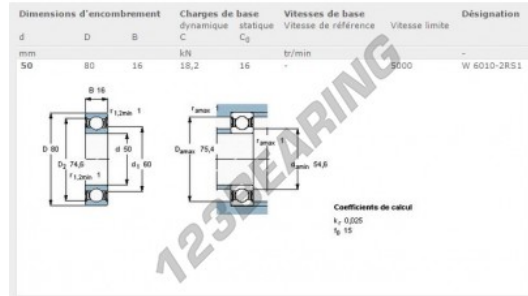 Dimensions d'encombrement Charges de base Vitesses de base Désignation
dynamique statique Vitesse de référence Vitesse limite
d D B C C0
mm kN tr/min -
50 80 16 18,2 16 - 5000 W 6010-2RS1
B 16
r1,2min 1
D 80
D2 74,6
d 50
d1 60
r1,2min 1
ramax 1
ramax 1
Damax 75,4
damin 54,6
Coefficients de calcul
kr 0,025
f0 15
123BEARING